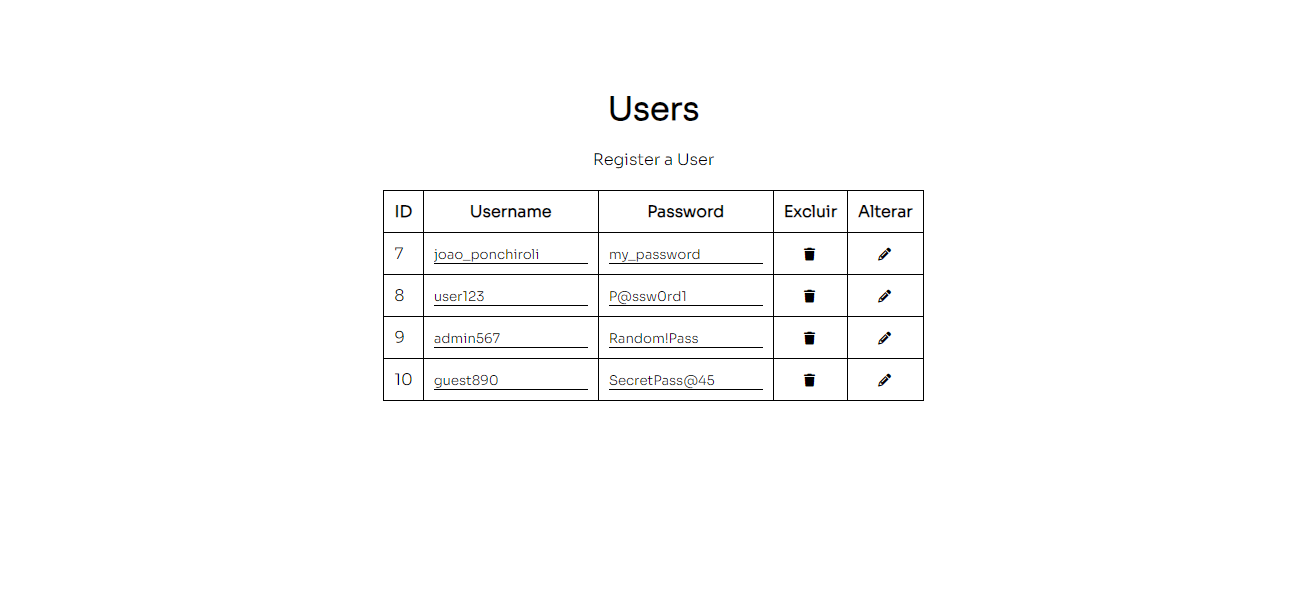 Users
Register a User
ID Username Password Excluir Alterar
7 joao_ponchiroli my_password
8 user123 P@ssw0rd1
9 admin567 Random!Pass
10 guest890 SecretPass@45